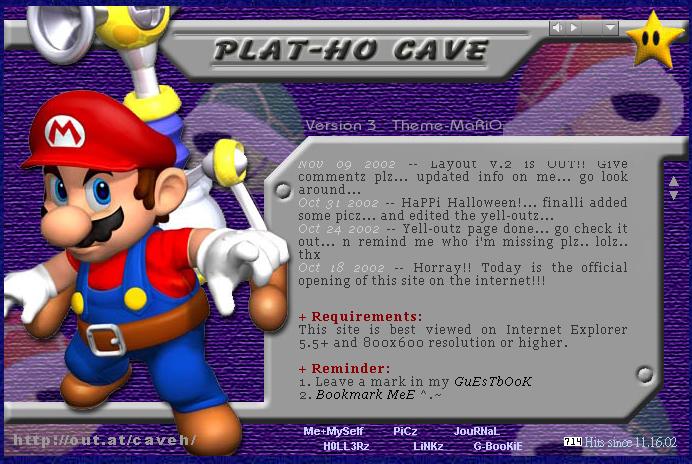 PLAT-HO CAVE
Version 3 Theme-MaRiO
Nov 09 2002 -- Layout v.2 is OUT!! Give
commentz plz... updated info on me... go look
around...
Oct 31 2002 -- HaPPi Halloween!... finalli added
some picz... and edited the yell-outz...
Oct 24 2002 -- Yell-outz page done... go check it
out... n remind me who i'm missing plz.. lolz..
thx
Oct 18 2002 -- Horray!! Today is the official
opening of this site on the internet!!!
+ Requirements:
This site is best viewed on Internet Explorer
5.5+ and 800x600 resolution or higher.
+ Reminder:
1. Leave a mark in my GuEsTbOoK
2. Bookmark MeE ^.~
Me+MySelf PiCz JouRNaL
H0LL3Rz LiNKz G-BooKiE
http://out.at/caveh/
714 Hits since 11.16.02
M